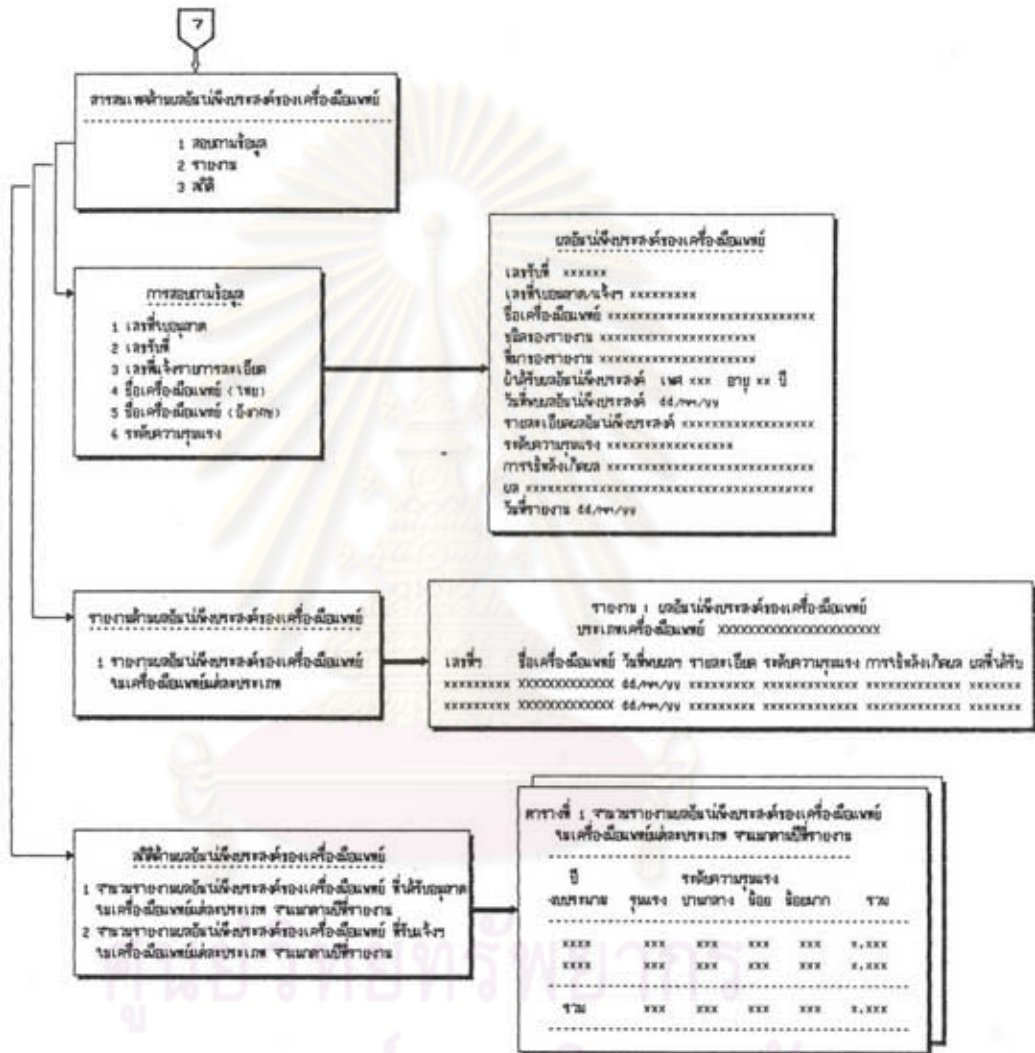 7
สารสนเทศด้านผลอันไม่พึงประสงค์ของเครื่องมือแพทย์
1 สอบถามข้อมูล
2 รายงาน
3 สถิติ
การสอบถามข้อมูล
1 เลขที่ใบอนุญาต
2 เลขรับที่
3 เลขที่แจ้งรายการละเอียด
4 ชื่อเครื่องมือแพทย์ (ไทย)
5 ชื่อเครื่องมือแพทย์ (อังกฤษ)
6 ระดับความรุนแรง
ผลอันไม่พึงประสงค์ของเครื่องมือแพทย์
เลขรับที่ xxxxxx
เลขที่ใบอนุญาต/แจ้งฯ xxxxxxxxx
ชื่อเครื่องมือแพทย์ xxxxxxxxxxxxxxxxxxxxxxxxxxxx
ชนิดของรายงาน xxxxxxxxxxxxxxxxxxxxx
ที่มาของรายงาน xxxxxxxxxxxxxxxxxxxxx
ผู้ได้รับผลอันไม่พึงประสงค์ เพศ xxx อายุ xx ปี
วันที่พบผลอันไม่พึงประสงค์ dd/mm/yy
รายละเอียดผลอันไม่พึงประสงค์ xxxxxxxxxxxxxxxxxx
ระดับความรุนแรง xxxxxxxxxxxxxxxxx
การรหลังเกิดผล xxxxxxxxxxxxxxxxxxxxxxxxxxxx
ผล xxxxxxxxxxxxxxxxxxxxxxxxxxxxxxxxxxxxxxx
วันที่รายงาน dd/mm/yy
รายงานด้านผลอันไม่พึงประสงค์ของเครื่องมือแพทย์
1 รายงานผลอันไม่พึงประสงค์ของเครื่องมือแพทย์
ในเครื่องมือแพทย์แต่ละประเภท
รายงาน : ผลอันไม่พึงประสงค์ของเครื่องมือแพทย์
ประเภทเครื่องมือแพทย์ XXXXXXXXXXXXXXXXXXXXXX
เลขที่ฯ ชื่อเครื่องมือแพทย์ วันที่พบผลฯ รายละเอียด ระดับความรุนแรง หลังเกิดผล ผลที่ได้รับ
xxxxxxxxx XXXXXXXXXXXXX dd/mm/yy xxxxxxxxx xxxxxxxxxxxxx xxxxxxxxxxxxx xxxxxxx
xxxxxxxxx XXXXXXXXXXXXX dd/mm/yy xxxxxxxxx xxxxxxxxxxxxx xxxxxxxxxxxxx xxxxxxx
สถิติด้านผลอันไม่พึงประสงค์ของเครื่องมือแพทย์
1 จำนวนรายงานผลอันไม่พึงประสงค์ของเครื่องมือแพทย์ ที่ได้รับอนุญาต
ในเครื่องมือแพทย์แต่ละประเภท จำแนกตามปีที่รายงาน
2 จำนวนรายงานผลอันไม่พึงประสงค์ของเครื่องมือแพทย์ ที่รับแจ้งฯ
ในเครื่องมือแพทย์แต่ละประเภท จำแนกตามปีที่รายงาน
ตารางที่ 1 จำนวนรายงานผลอันไม่พึงประสงค์ของเครื่องมือแพทย์
ในเครื่องมือแพทย์แต่ละประเภท จำแนกตามปีที่รายงาน
ปี ระดับความรุนแรง
งบประมาณ รุนแรง ปานกลาง น้อย น้อยมาก รวม
xxxx xxx xxx xxx xxx x,xxx
xxxx xxx xxx xxx xxx x,xxx
รวม xxx xxx xxx xxx x,xxx
ศูนย์วิทยทรัพยากร